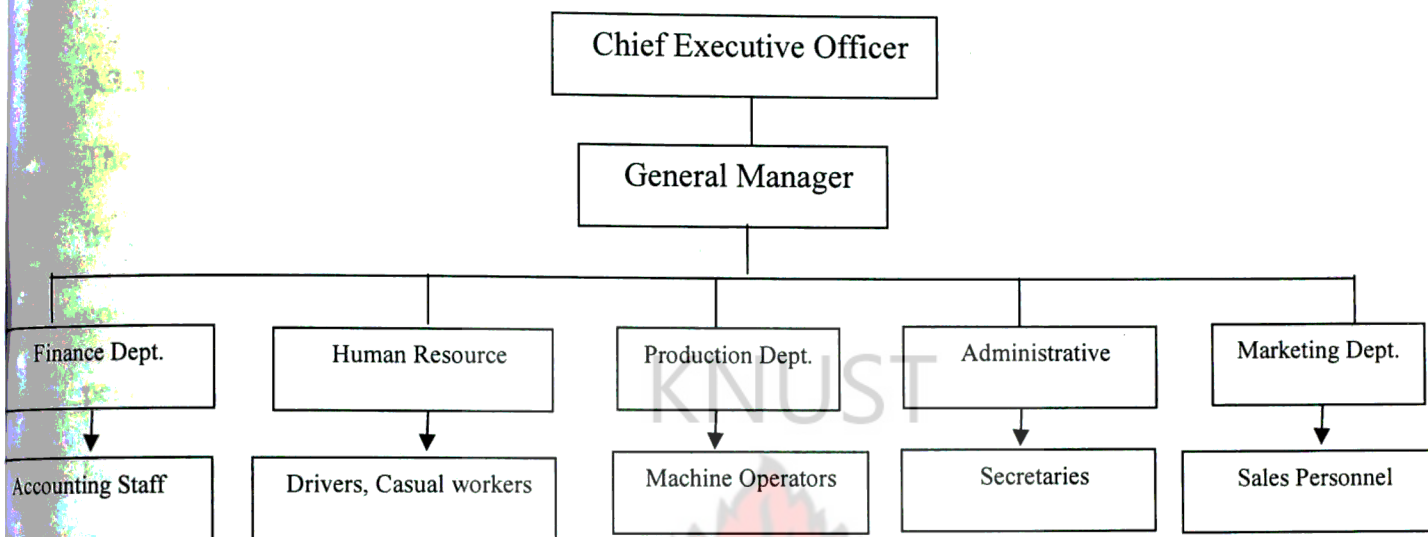 Chief Executive Officer
General Manager
Finance Dept.
Human Resource
Production Dept.
Administrative
Marketing Dept.
KNUST
Accounting Staff
Drivers, Casual workers
Machine Operators
Secretaries
Sales Personnel